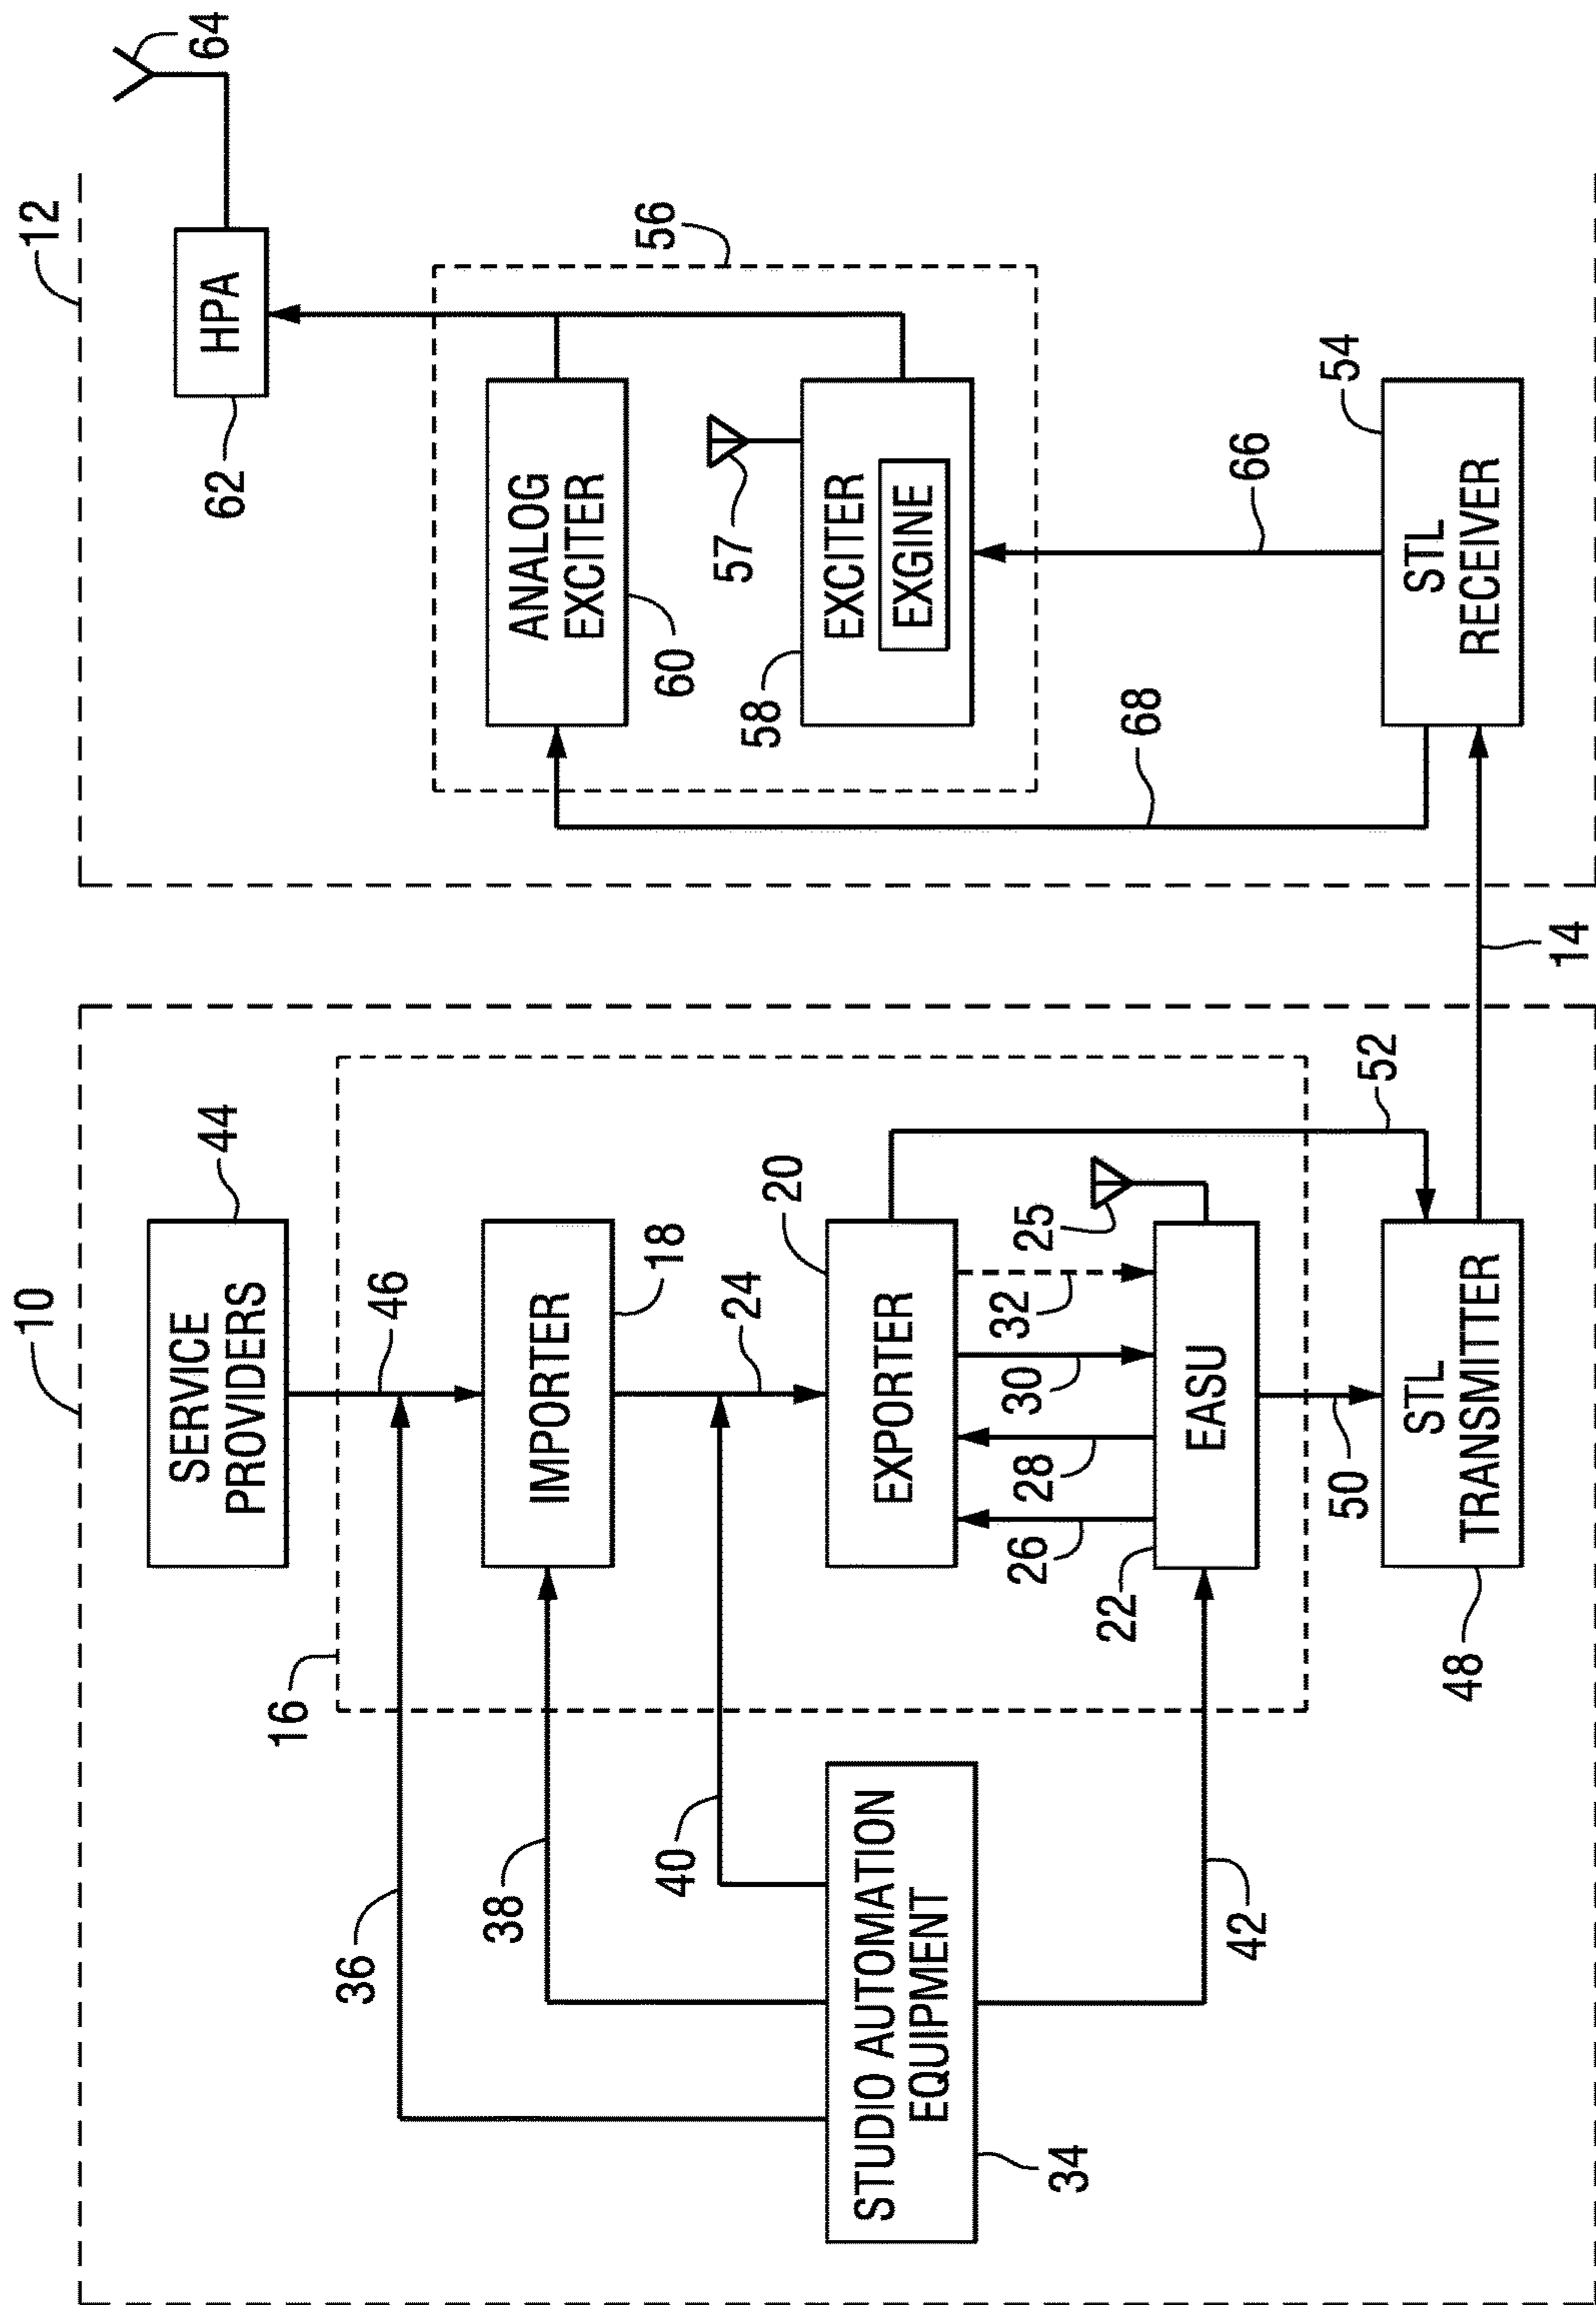 10
12
SERVICE
PROVIDERS
44
HPA
64
62
46
16
36
IMPORTER
18
38
24
40
56
ANALOG
EXCITER
60
57
EXCITER
EXGINE
58
STUDIO AUTOMATION
EQUIPMENT
34
EXPORTER
20
26
28
30
32
25
22
EASU
42
52
50
68
66
STL
TRANSMITTER
48
14
STL
RECEIVER
54